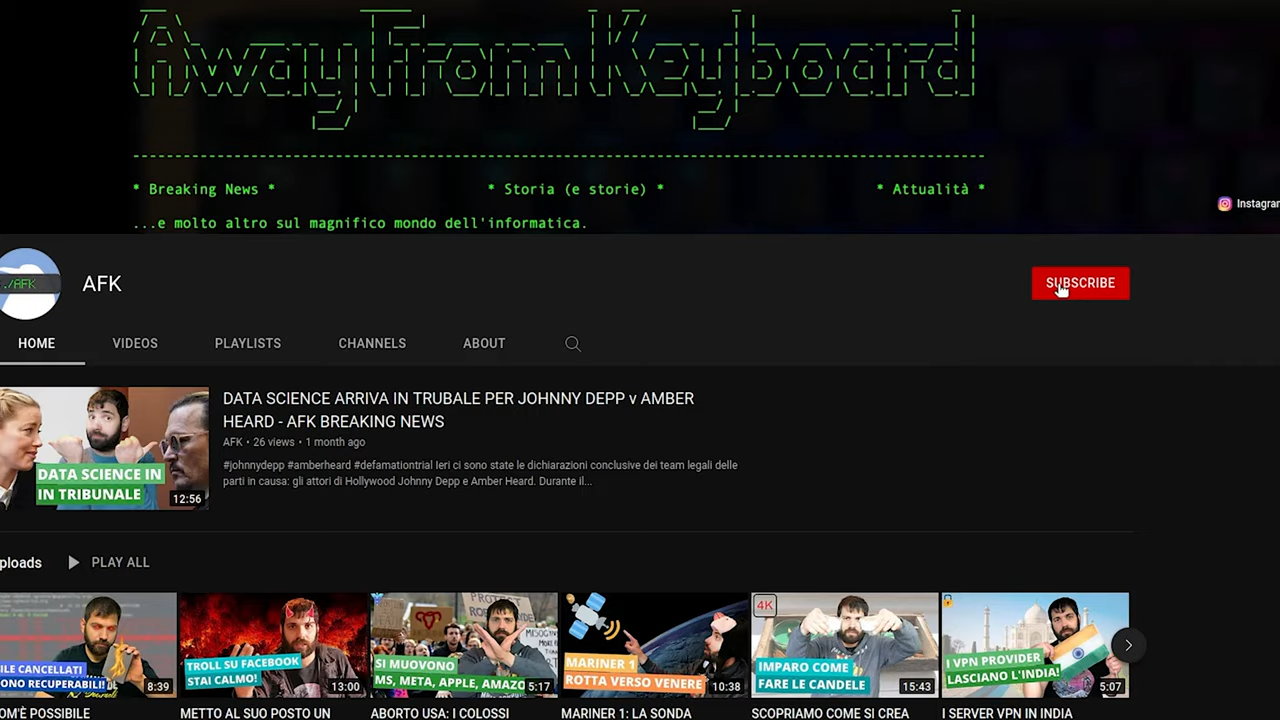 AwayFromKeyboard
* Breaking News * * Storia (e storie) * * Attualità *
...e molto altro sul magnifico mondo dell'informatica.
Instagram
./AFK
AFK
SUBSCRIBE
HOME VIDEOS PLAYLISTS CHANNELS ABOUT
DATA SCIENCE ARRIVA IN TRUBALE PER JOHNNY DEPP v AMBER
HEARD - AFK BREAKING NEWS
AFK • 26 views • 1 month ago
#johnnydepp #amberheard #defamationtrial Ieri ci sono state le dichiarazioni conclusive dei team legali delle
parti in causa: gli attori di Hollywood Johnny Depp e Amber Heard. Durante il...
DATA SCIENCE IN
IN TRIBUNALE
12:56
ploads PLAY ALL
ILE CANCELLATI
ONO RECUPERABILI!
8:39
TROLL SU FACEBOOK
STAI CALMO!
13:00
SI MUOVONO
MS, META, APPLE, AMAZO
5:17
MARINER 1
ROTTA VERSO VENERE
10:38
4K
IMPARO COME
FARE LE CANDELE
15:43
I VPN PROVIDER
LASCIANO L'INDIA!
5:07
OM'È POSSIBILE
METTO AL SUO POSTO UN
ABORTO USA: I COLOSSI
MARINER 1: LA SONDA
SCOPRIAMO COME SI CREA
I SERVER VPN IN INDIA